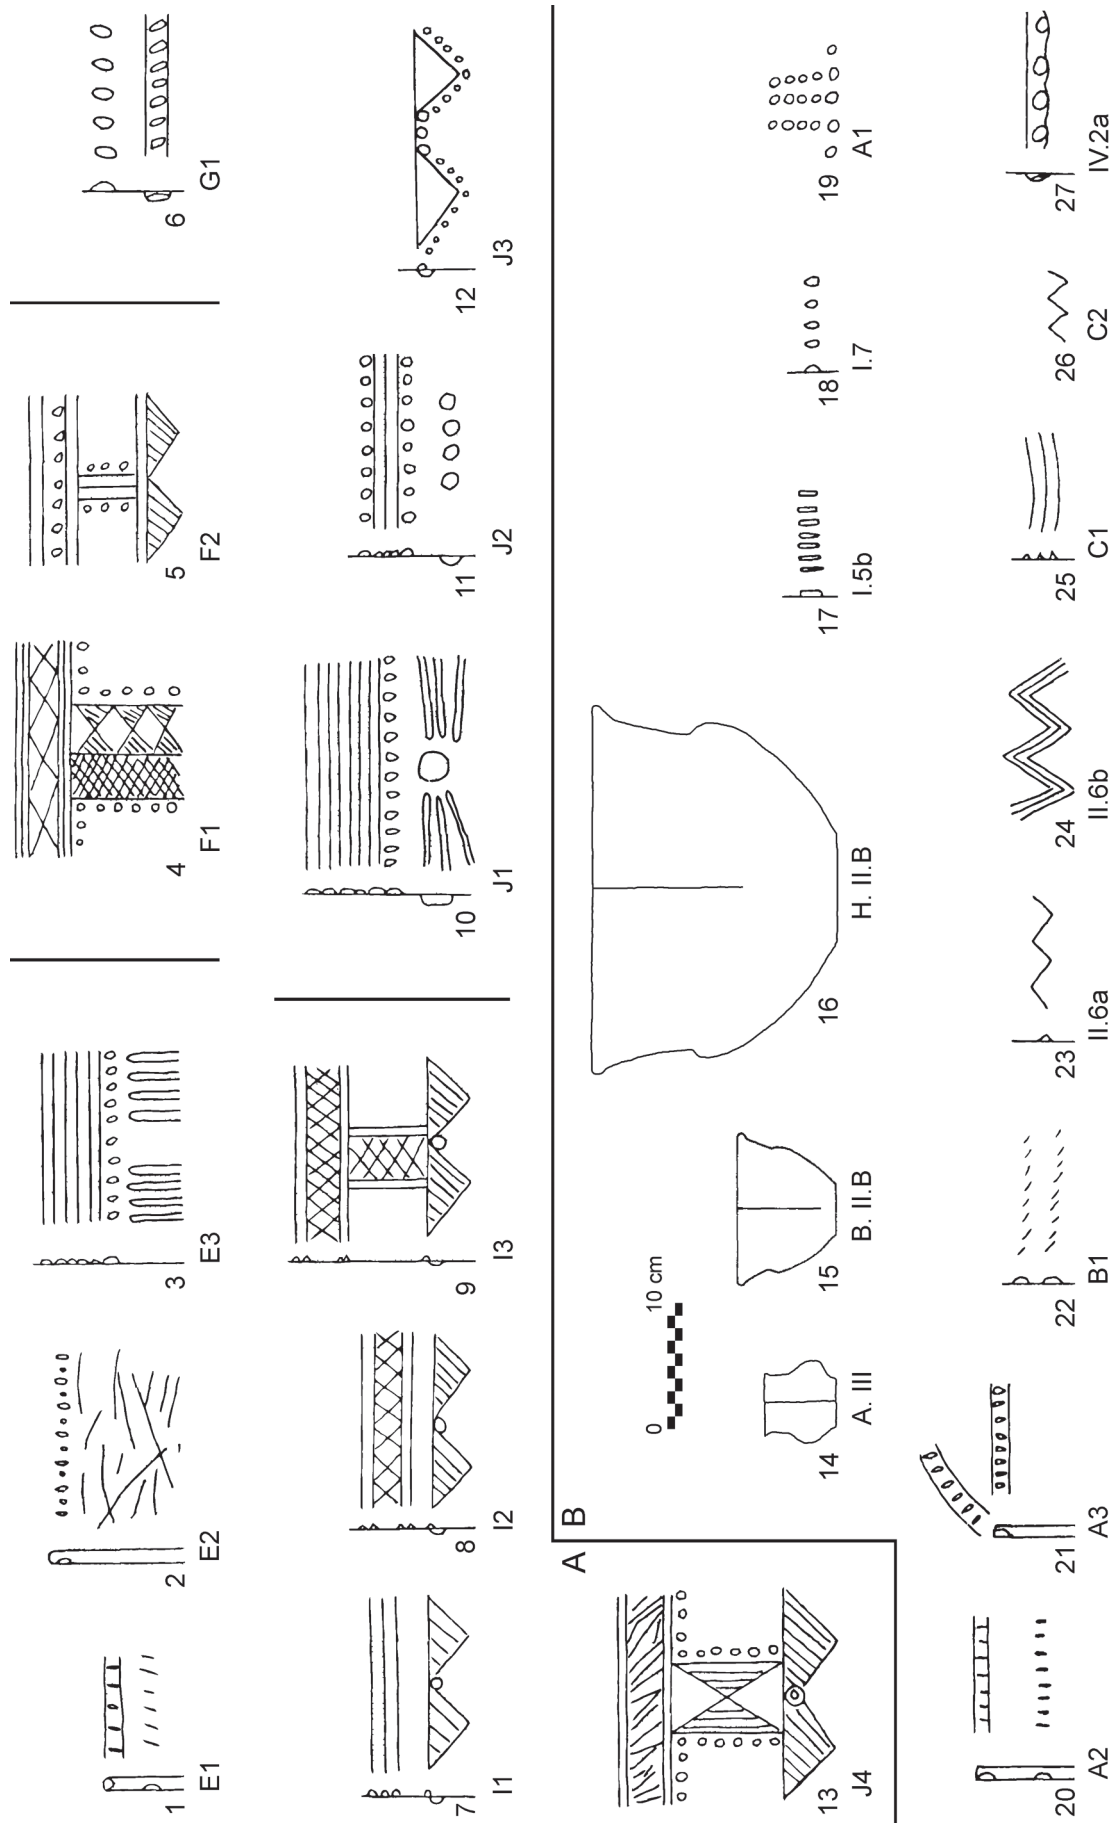 1 E1
2 E2
3 E3
4 F1
5 F2
6 G1
7 I1
8 I2
9 I3
10 J1
11 J2
12 J3
13 J4
A
B
0 10 cm
14 A. III
15 B. II.B
16 H. II.B
17 I.5b
18 I.7
19 A1
20 A2
21 A3
22 B1
23 II.6a
24 II.6b
25 C1
26 C2
27 IV.2a